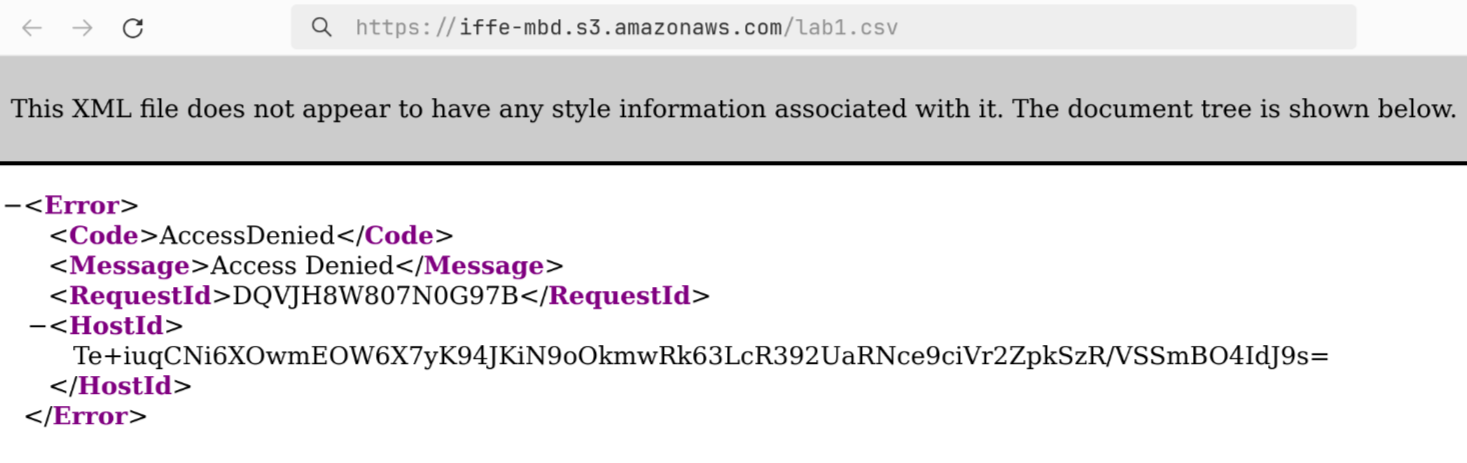 https://iffe-mbd.s3.amazonaws.com/lab1.csv
This XML file does not appear to have any style information associated with it. The document tree is shown below.
−<Error>
<Code>AccessDenied</Code>
<Message>Access Denied</Message>
<RequestId>DQVJH8W807N0G97B</RequestId>
−<HostId>
Te+iuqCNi6XOwmEOW6X7yK94JKiN9oOkmwRk63LcR392UaRNce9ciVr2ZpkSzR/VSSmBO4IdJ9s=
</HostId>
</Error>